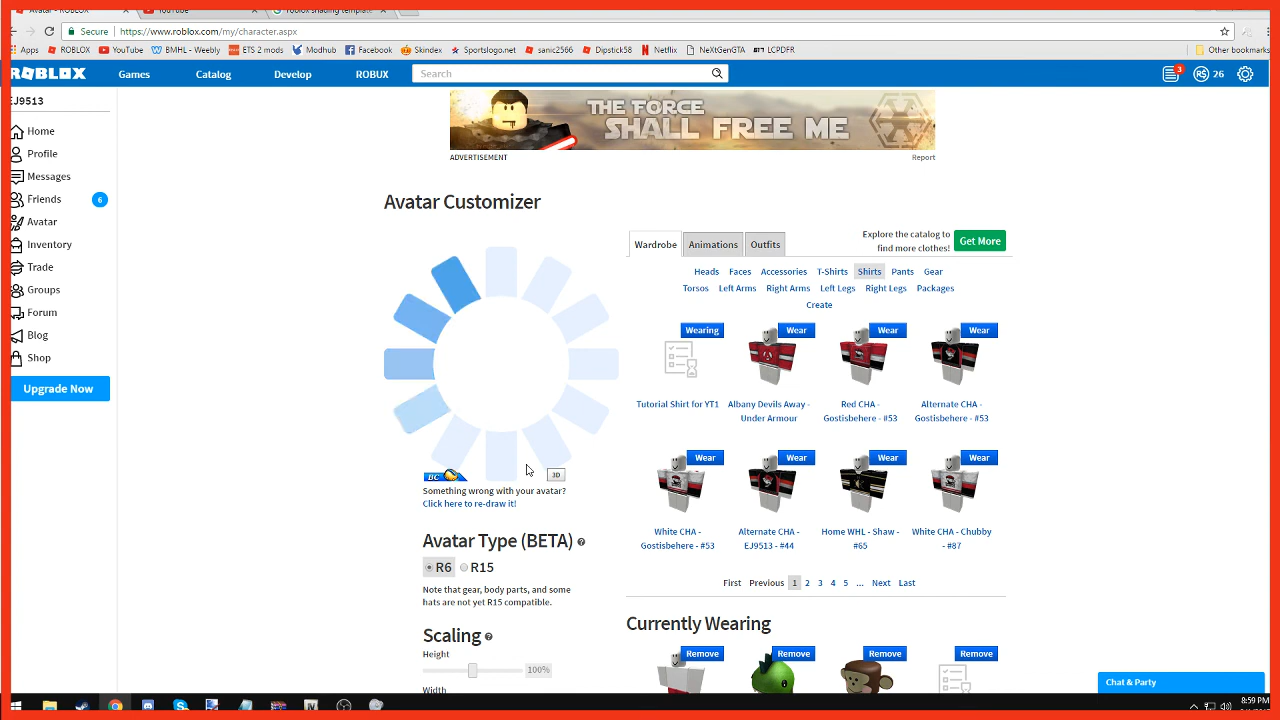 Avatar - ROBLOX
YouTube
roblox shading template
Secure
https://www.roblox.com/my/character.aspx
Apps ROBLOX YouTube BMHL - Weebly ETS 2 mods Modhub Facebook Skindex Sportslogo.net sanic2566 Dipstick58 Netflix PlanetGTA LCPDFR Other bookmarks
ROBLOX Games Catalog Develop ROBUX Search 3 R$ 26
EJ9513
Home
Profile
Messages
Friends 6
Avatar
Inventory
Trade
Groups
Forum
Blog
Shop
Upgrade Now
THE FORCE
SHALL FREE ME
ADVERTISEMENT Report
Avatar Customizer
BC 3D
Something wrong with your avatar?
Click here to re-draw it!
Avatar Type (BETA)
R6 R15
Note that gear, body parts, and some
hats are not yet R15 compatible.
Scaling
Height
100%
Width
Wardrobe Animations Outfits
Explore the catalog to
find more clothes!
Get More
Heads Faces Accessories T-Shirts Shirts Pants Gear
Torsos Left Arms Right Arms Left Legs Right Legs Packages
Create
Wearing Wear Wear Wear
Tutorial Shirt for YT1
Albany Devils Away -
Under Armour
Red CHA -
Gostisbehere - #53
Alternate CHA -
Gostisbehere - #53
Wear Wear Wear Wear
White CHA -
Gostisbehere - #53
Alternate CHA -
EJ9513 - #44
Home WHL - Shaw -
#65
White CHA - Chubby
- #87
First Previous 1 2 3 4 5 ... Next Last
Currently Wearing
Remove Remove Remove Remove
Chat & Party
8:59 PM